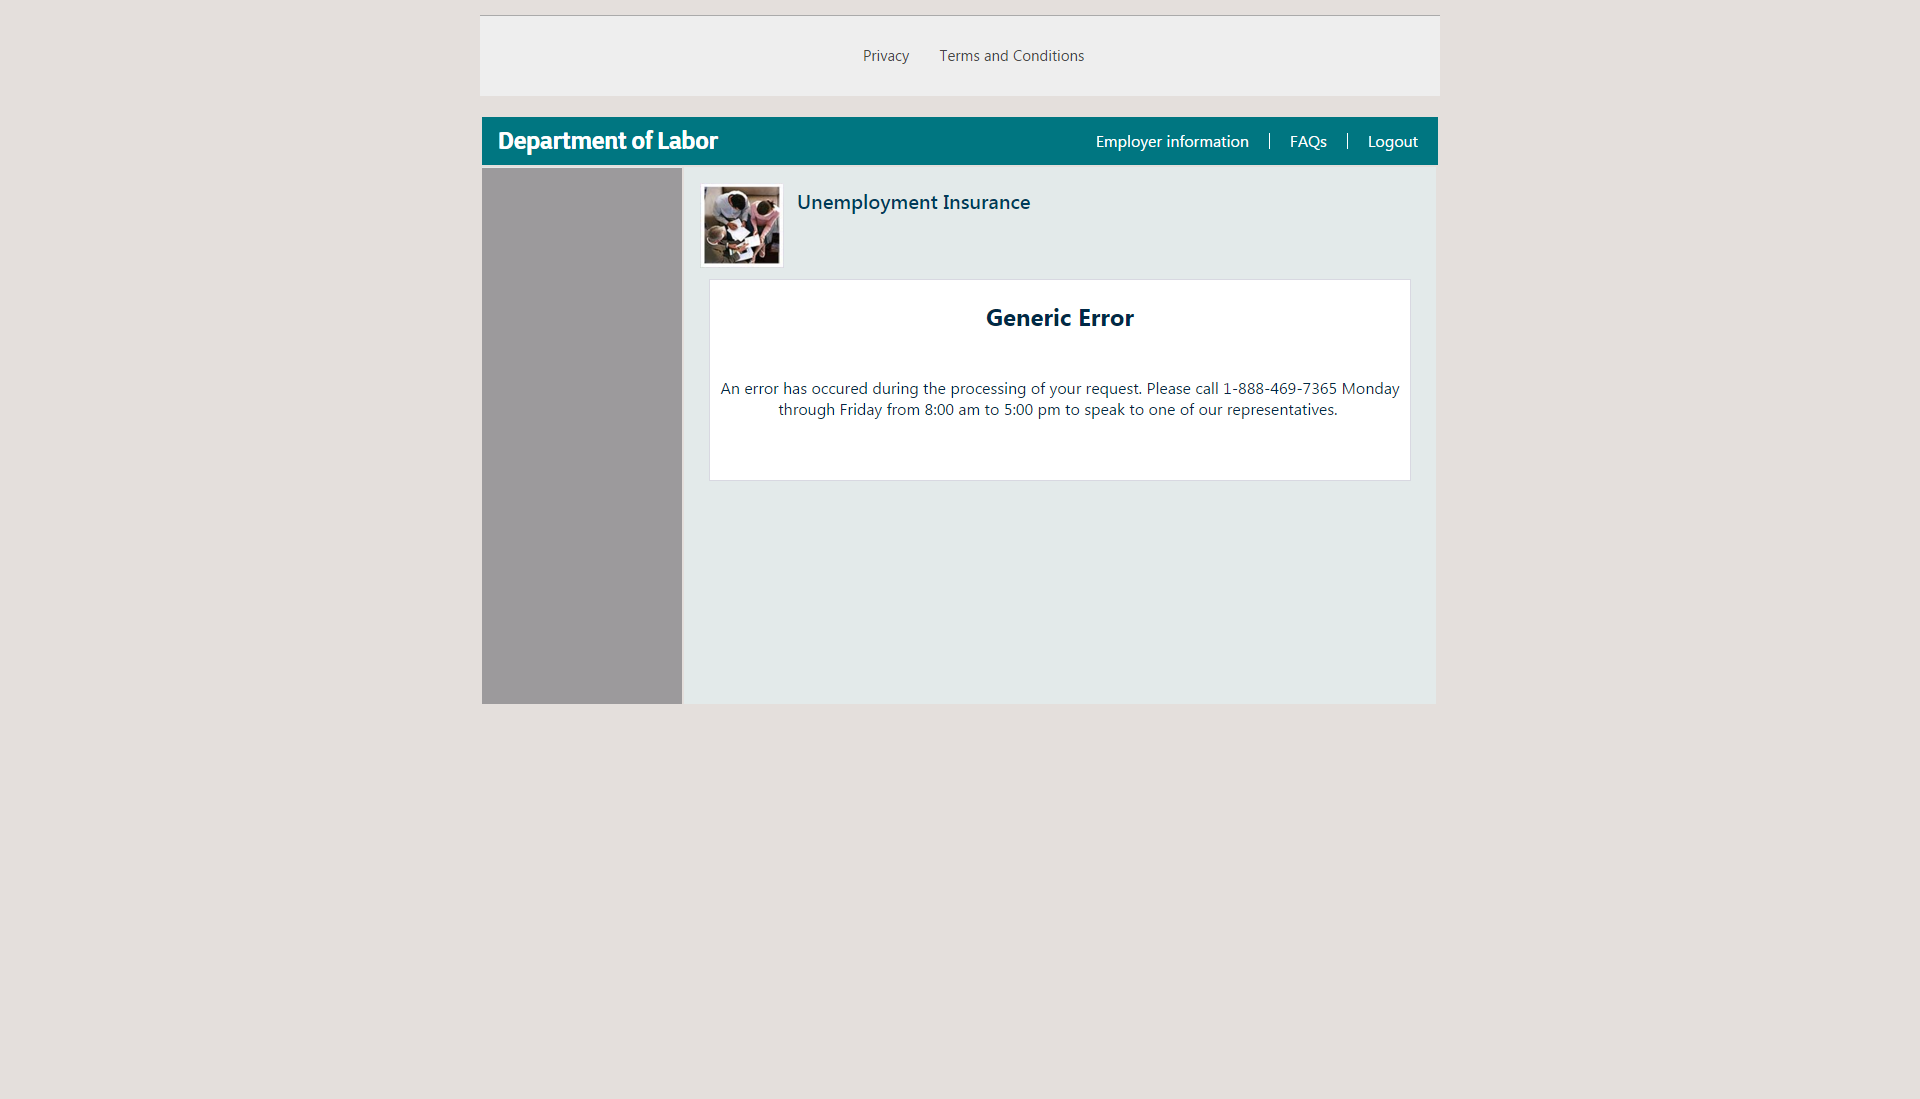 Privacy Terms and Conditions
Department of Labor
Employer information FAQs Logout
Unemployment Insurance
Generic Error
An error has occured during the processing of your request. Please call 1-888-469-7365 Monday
through Friday from 8:00 am to 5:00 pm to speak to one of our representatives.